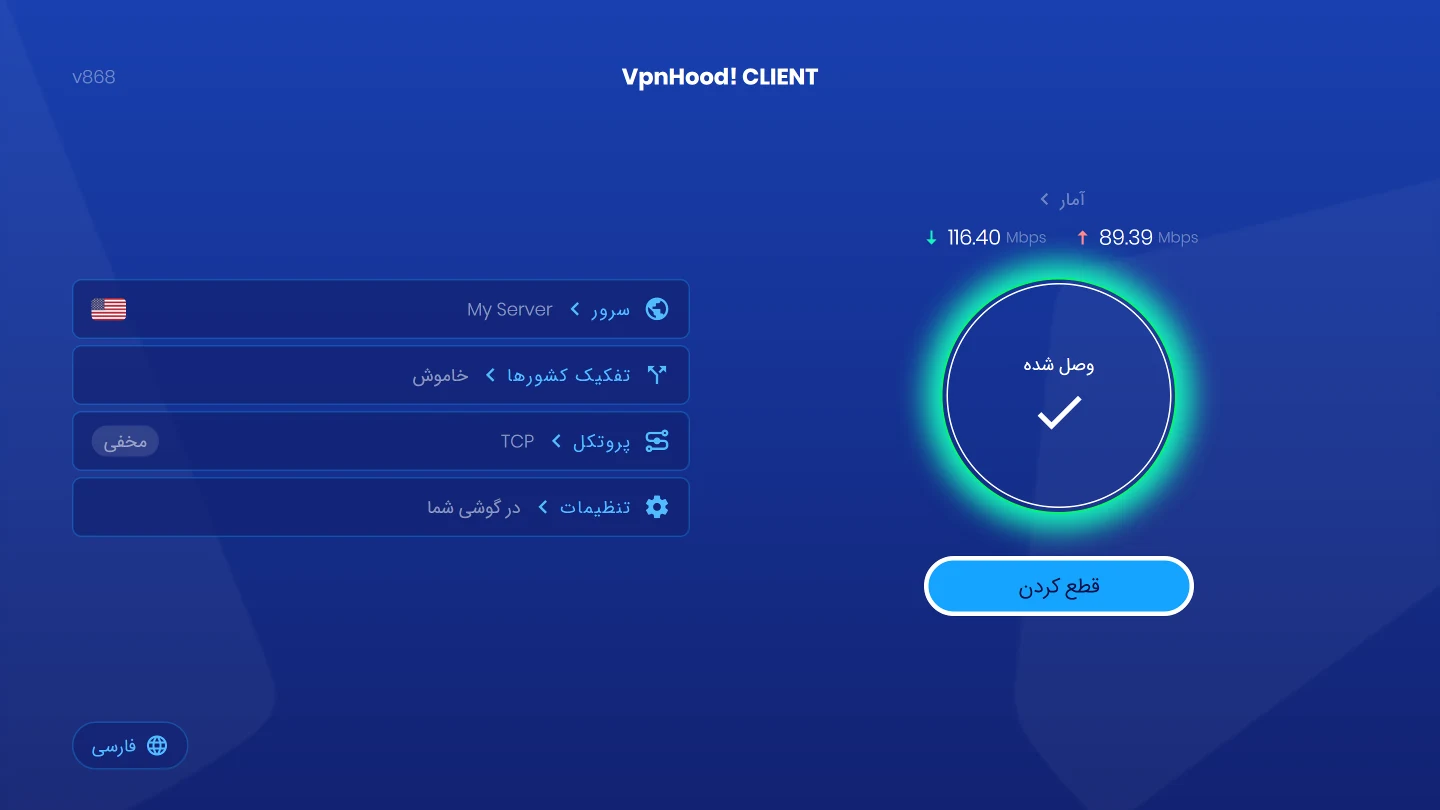 v868
VpnHood! CLIENT
آمار
116.40 Mbps 89.39 Mbps
سرور My Server
تفکیک کشورها خاموش
پروتکل TCP مخفی
تنظیمات در گوشی شما
وصل شده
قطع کردن
فارسی